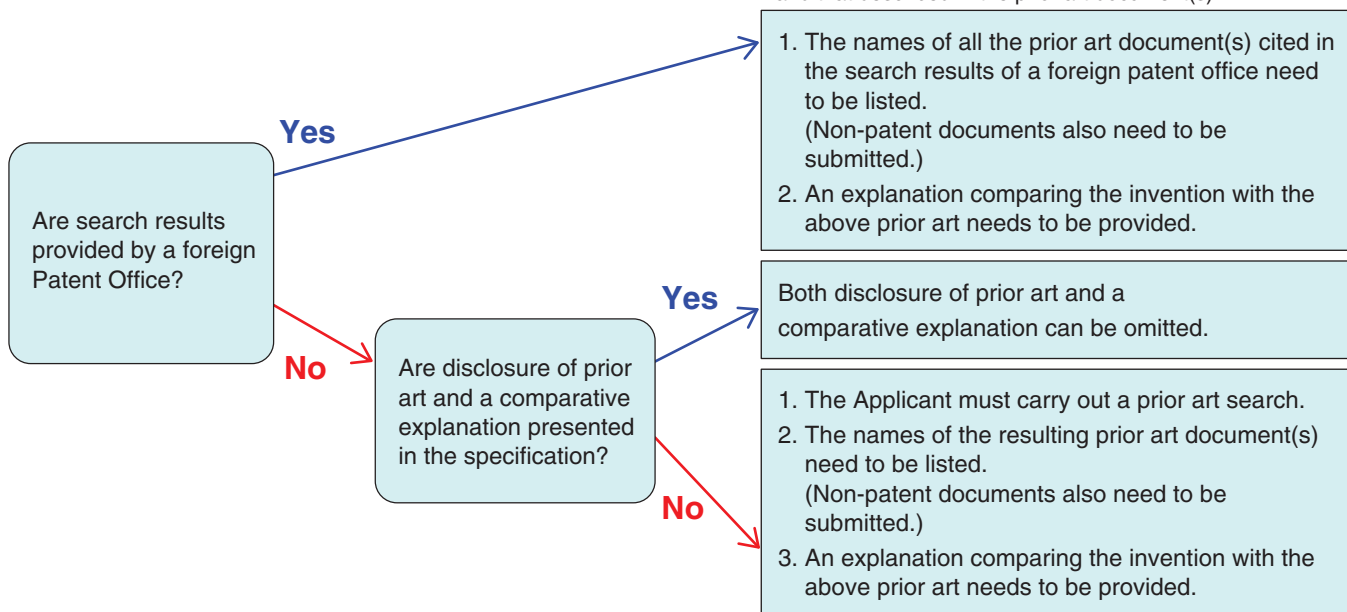 1. The names of all the prior art document(s) cited in
the search results of a foreign patent office need
to be listed.
(Non-patent documents also need to be
submitted.)
2. An explanation comparing the invention with the
above prior art needs to be provided.
Yes
Are search results
provided by a foreign
Patent Office?
Yes
Both disclosure of prior art and a
comparative explanation can be omitted.
No
Are disclosure of prior
art and a comparative
explanation presented
in the specification?
No
1. The Applicant must carry out a prior art search.
2. The names of the resulting prior art document(s)
need to be listed.
(Non-patent documents also need to be
submitted.)
3. An explanation comparing the invention with the
above prior art needs to be provided.